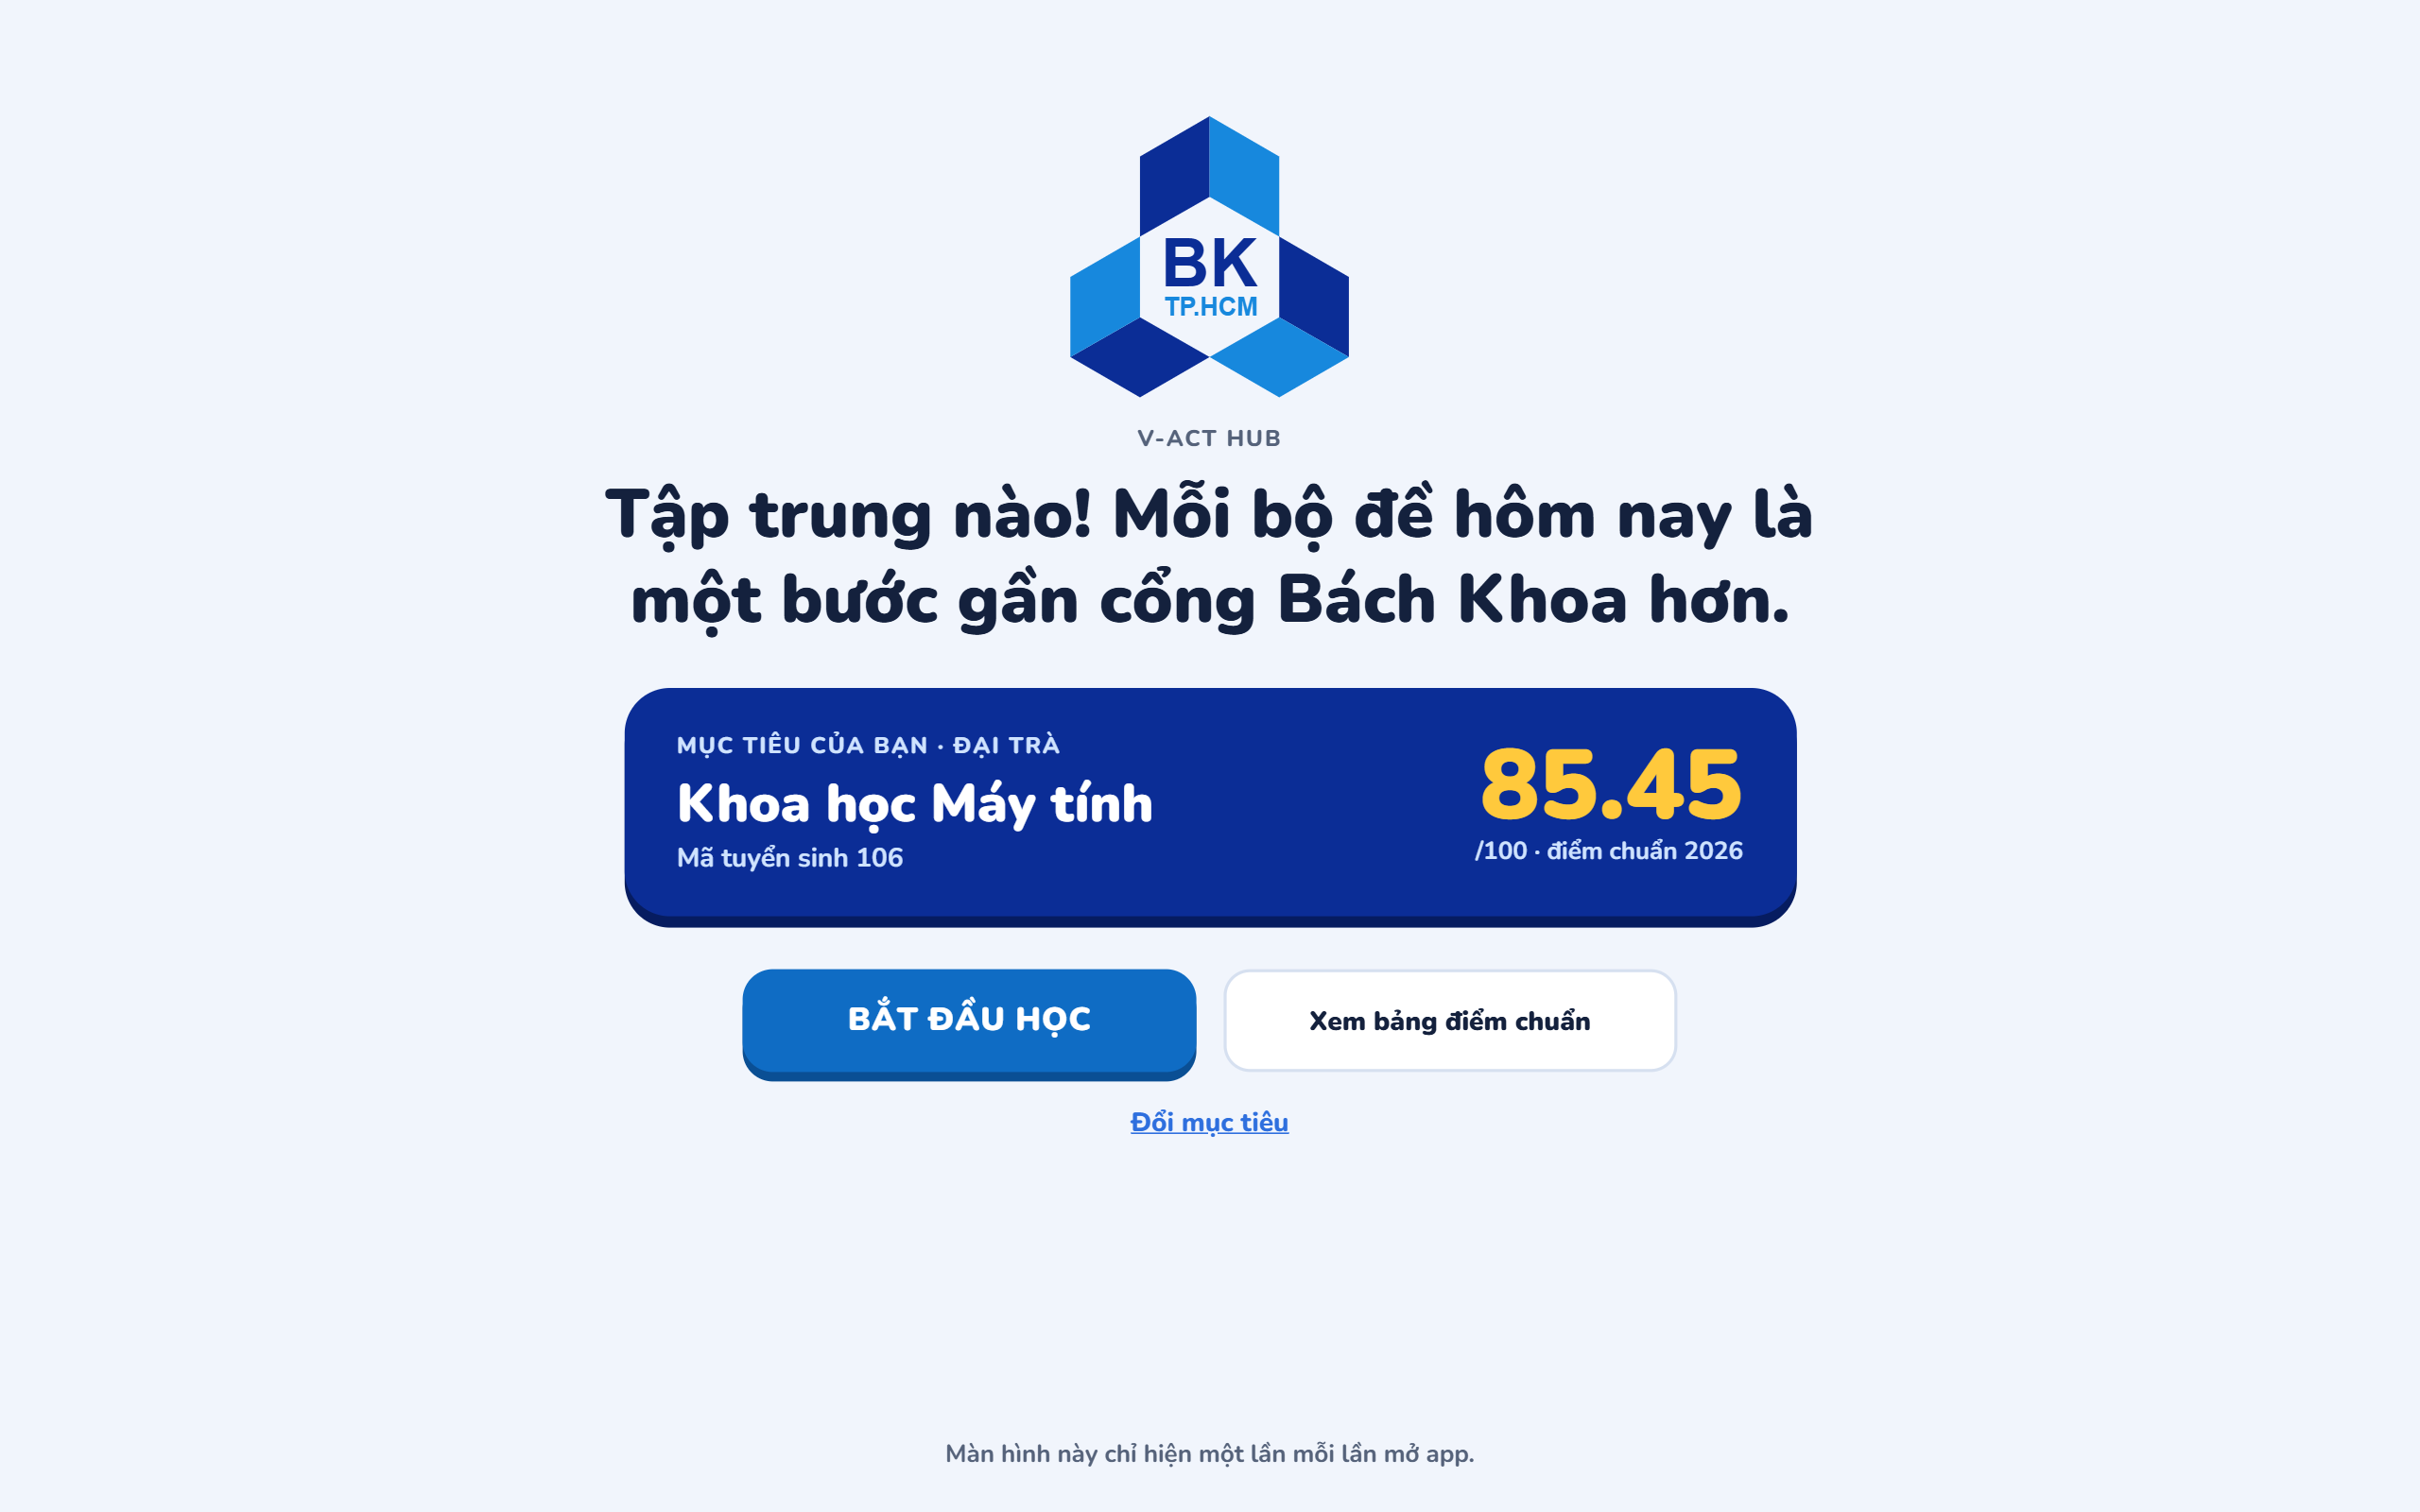 BK
TP.HCM
V-ACT HUB
Tập trung nào! Mỗi bộ đề hôm nay là
một bước gần cổng Bách Khoa hơn.
MỤC TIÊU CỦA BẠN · ĐẠI TRÀ
Khoa học Máy tính
Mã tuyển sinh 106
85.45
/100 · điểm chuẩn 2026
BẮT ĐẦU HỌC
Xem bảng điểm chuẩn
Đổi mục tiêu
Màn hình này chỉ hiện một lần mỗi lần mở app.